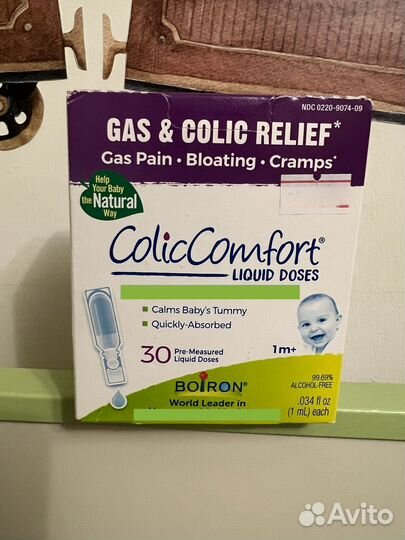 NDC 0220-9074-09
GAS & COLIC RELIEF*
Gas Pain • Bloating • Cramps*
Help
Your Baby
the Natural
Way
ColicComfort®
LIQUID DOSES
• Calms Baby's Tummy
• Quickly-Absorbed
30 Pre-Measured
Liquid Doses
1m+
BOIRON®
World Leader in
99.69%
ALCOHOL-FREE
.034 fl oz
(1 mL) each
Avito